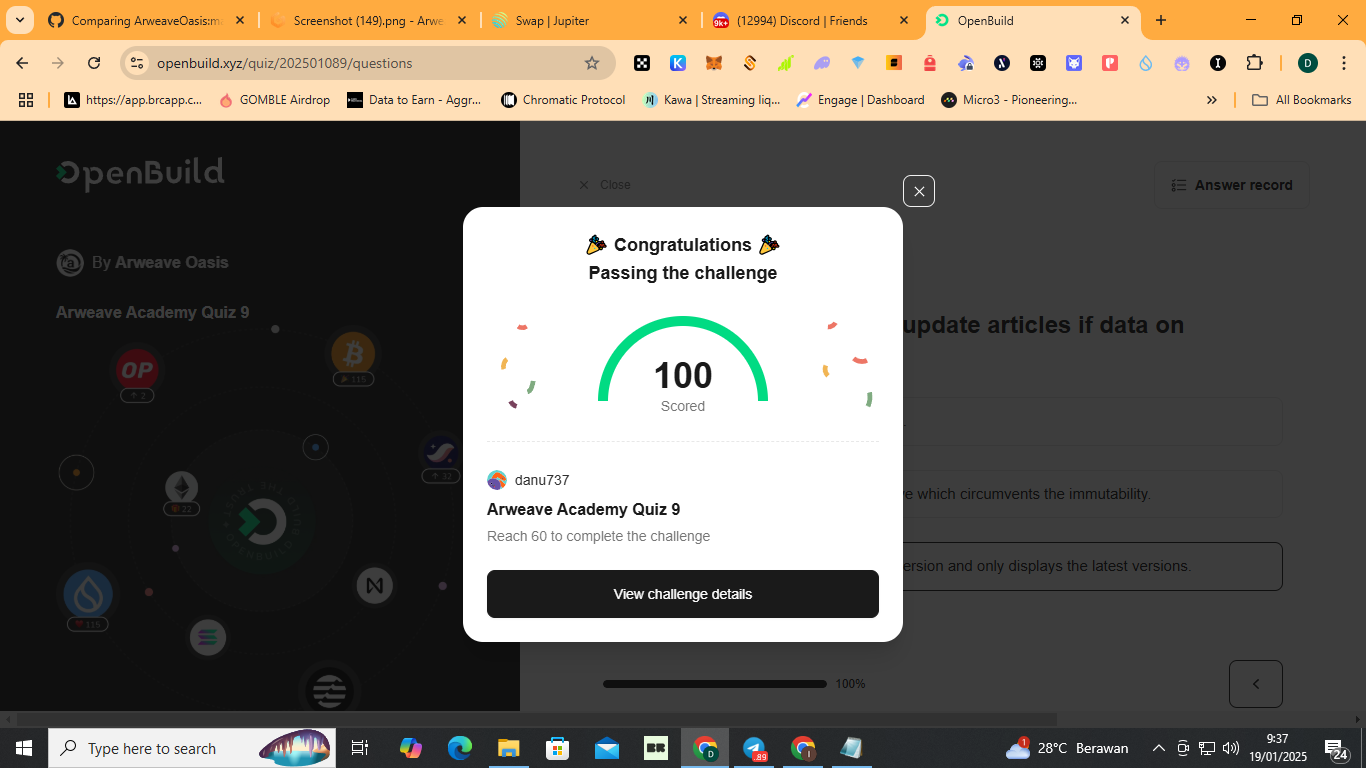 Comparing ArweaveOasis:ma
Screenshot (149).png - Arwe
Swap | Jupiter
(12994) Discord | Friends
OpenBuild
openbuild.xyz/quiz/202501089/questions
D
https://app.brcapp.c...
GOMBLE Airdrop
Data to Earn - Aggr...
Chromatic Protocol
Kawa | Streaming liq...
Engage | Dashboard
Micro3 - Pioneering...
All Bookmarks
OpenBuild
Close
Answer record
By Arweave Oasis
Arweave Academy Quiz 9
Congratulations
Passing the challenge
update articles if data on
OP
2
115
100
Scored
32
22
ve which circumvents the immutability.
danu737
Arweave Academy Quiz 9
Reach 60 to complete the challenge
ersion and only displays the latest versions.
View challenge details
115
100%
Type here to search
BR
89
1
28°C Berawan
9:37
19/01/2025
24